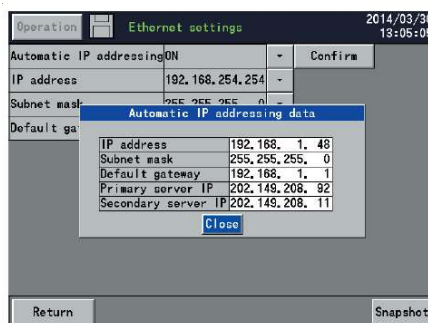 Operation Ethernet settings 2014/03/30
13:05:05
Automatic IP addressing ON - Confirm
IP address 192.168.254.254 -
Subnet mask 255.255.255. 0 -
Default ga
Automatic IP addressing data
IP address 192.168. 1. 48
Subnet mask 255.255.255. 0
Default gateway 192.168. 1. 1
Primary server IP 202.149.208. 92
Secondary server IP 202.149.208. 11
Close
Return Snapshot